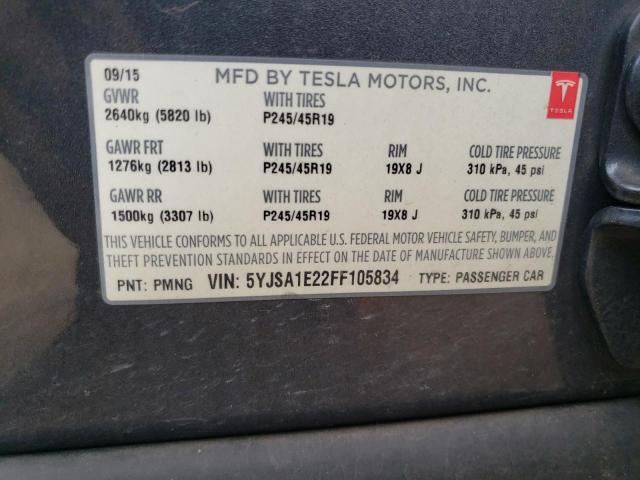 09/15 MFD BY TESLA MOTORS, INC.
TESLA
GVWR WITH TIRES
2640kg (5820 lb) P245/45R19
GAWR FRT WITH TIRES RIM COLD TIRE PRESSURE
1276kg (2813 lb) P245/45R19 19X8 J 310 kPa, 45 psi
GAWR RR WITH TIRES RIM COLD TIRE PRESSURE
1500kg (3307 lb) P245/45R19 19X8 J 310 kPa, 45 psi
THIS VEHICLE CONFORMS TO ALL APPLICABLE U.S. FEDERAL MOTOR VEHICLE SAFETY, BUMPER, AND
THEFT PREVENTION STANDARDS IN EFFECT ON THE DATE OF MANUFACTURE SHOWN ABOVE.
PNT: PMNG VIN: 5YJSA1E22FF105834 TYPE: PASSENGER CAR